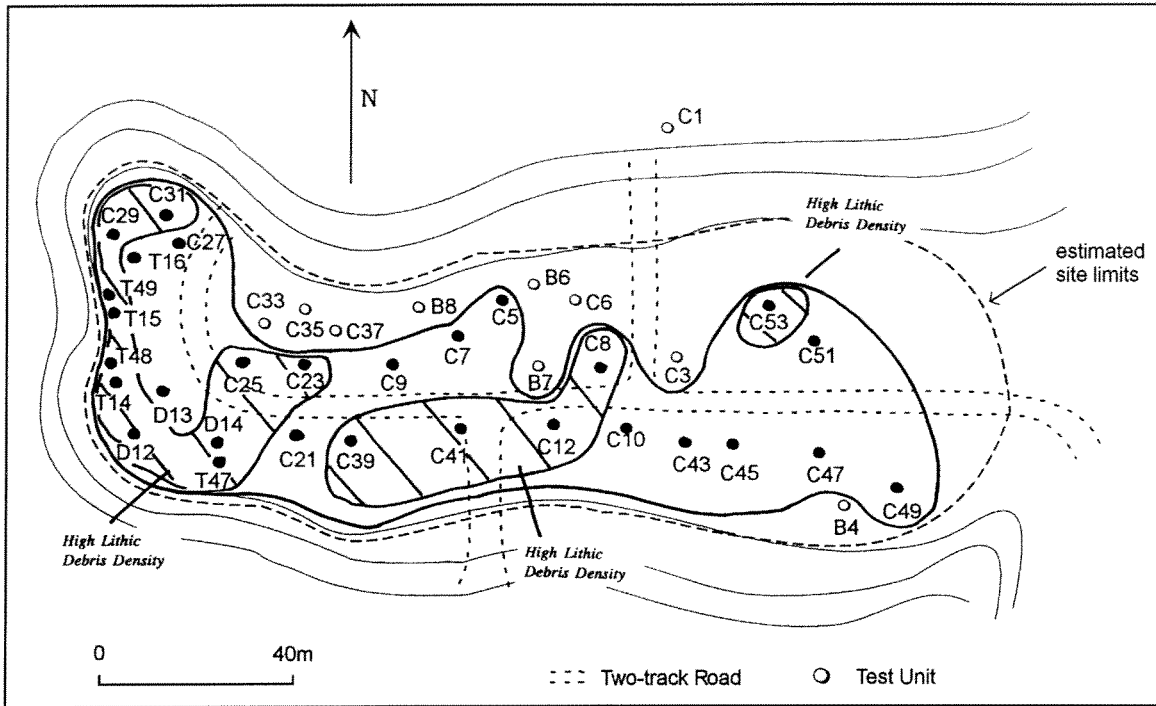 N
C1
C31
C29
C27
T16
High Lithic
Debris Density
estimated
site limits
T49
T15
C33
C35
C37
B8
C5
B6
C6
C53
C51
T48
T14
C25
C23
C9
C7
B7
C8
C3
D13
D12
D14
T47
C21
C39
C41
C12
C10
C43
C45
C47
C49
B4
High Lithic
Debris Density
High Lithic
Debris Density
0 40m
Two-track Road
Test Unit